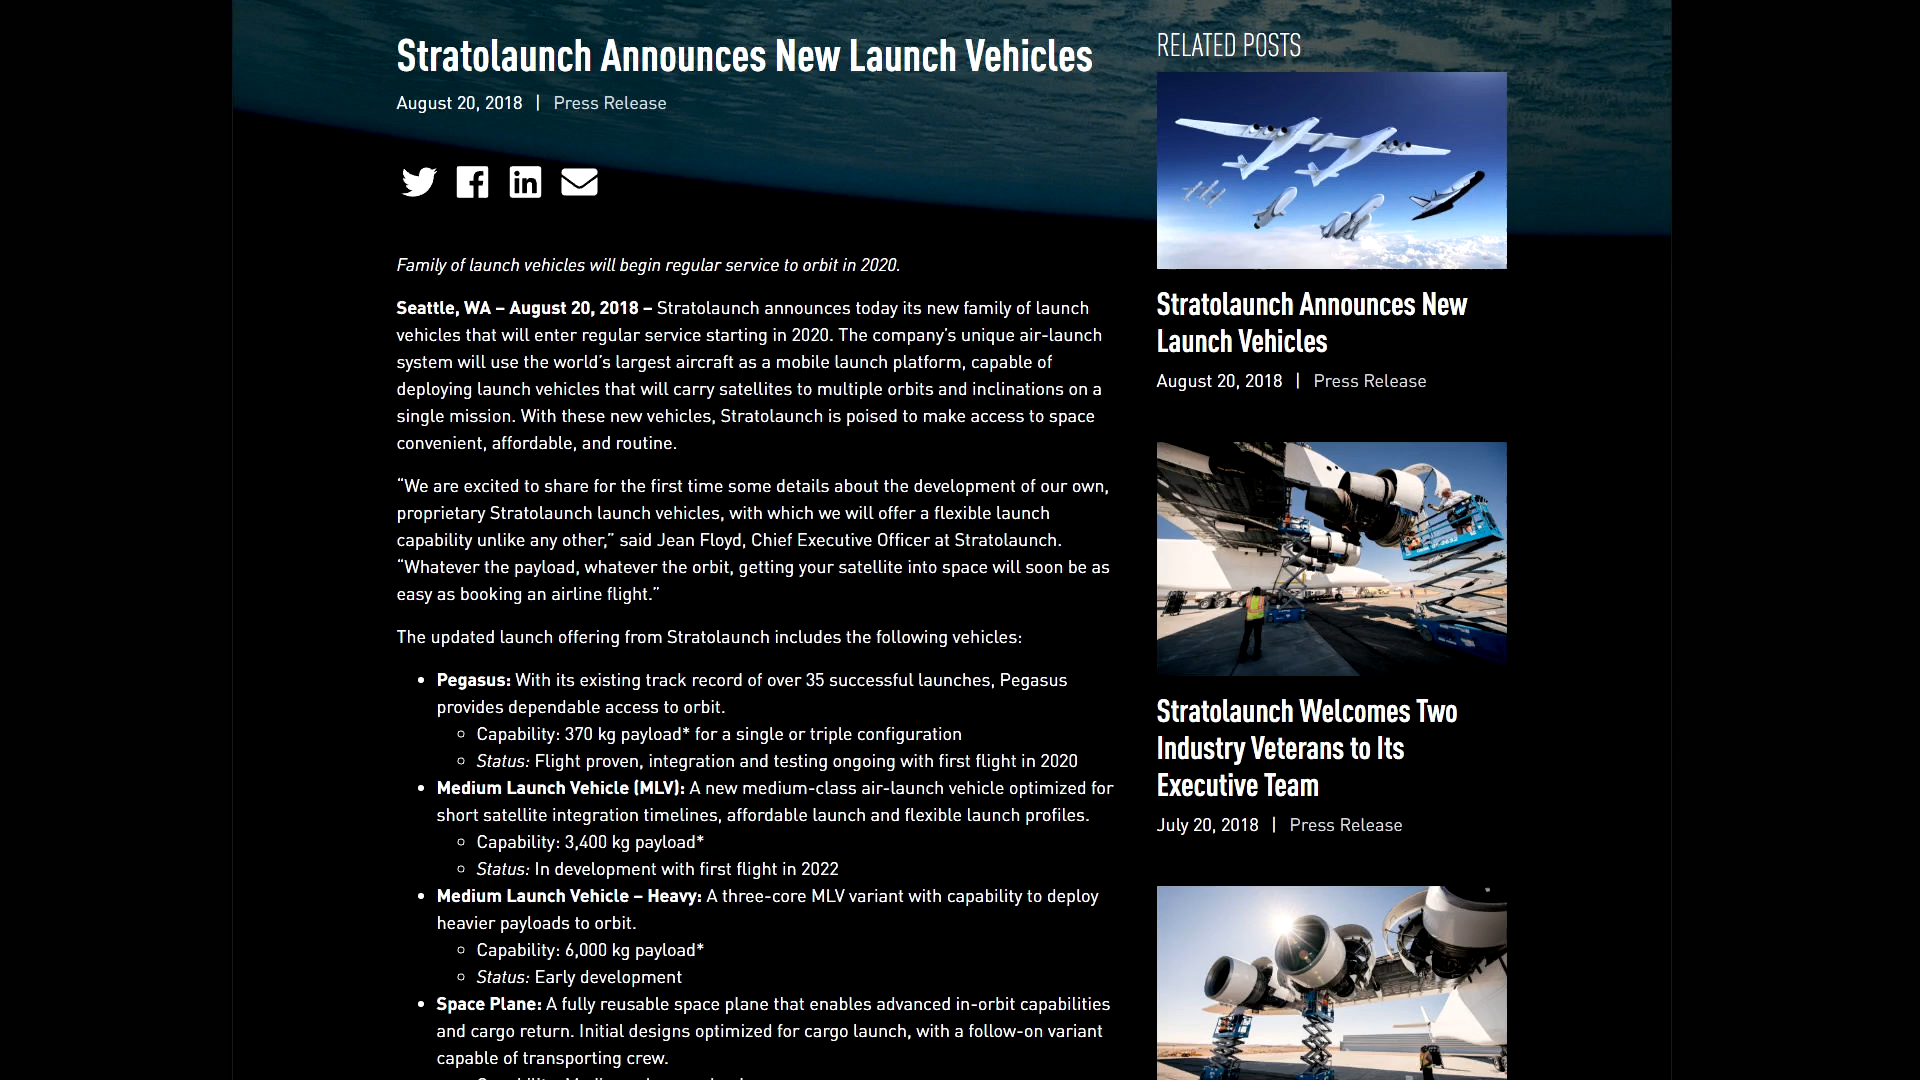 Stratolaunch Announces New Launch Vehicles
August 20, 2018 | Press Release
Family of launch vehicles will begin regular service to orbit in 2020.
Seattle, WA – August 20, 2018 – Stratolaunch announces today its new family of launch
vehicles that will enter regular service starting in 2020. The company’s unique air-launch
system will use the world’s largest aircraft as a mobile launch platform, capable of
deploying launch vehicles that will carry satellites to multiple orbits and inclinations on a
single mission. With these new vehicles, Stratolaunch is poised to make access to space
convenient, affordable, and routine.
“We are excited to share for the first time some details about the development of our own,
proprietary Stratolaunch launch vehicles, with which we will offer a flexible launch
capability unlike any other,” said Jean Floyd, Chief Executive Officer at Stratolaunch.
“Whatever the payload, whatever the orbit, getting your satellite into space will soon be as
easy as booking an airline flight.”
The updated launch offering from Stratolaunch includes the following vehicles:
• Pegasus: With its existing track record of over 35 successful launches, Pegasus
provides dependable access to orbit.
◦ Capability: 370 kg payload* for a single or triple configuration
◦ Status: Flight proven, integration and testing ongoing with first flight in 2020
• Medium Launch Vehicle (MLV): A new medium-class air-launch vehicle optimized for
short satellite integration timelines, affordable launch and flexible launch profiles.
◦ Capability: 3,400 kg payload*
◦ Status: In development with first flight in 2022
• Medium Launch Vehicle – Heavy: A three-core MLV variant with capability to deploy
heavier payloads to orbit.
◦ Capability: 6,000 kg payload*
◦ Status: Early development
• Space Plane: A fully reusable space plane that enables advanced in-orbit capabilities
and cargo return. Initial designs optimized for cargo launch, with a follow-on variant
capable of transporting crew.
RELATED POSTS
Stratolaunch Announces New
Launch Vehicles
August 20, 2018 | Press Release
Stratolaunch Welcomes Two
Industry Veterans to Its
Executive Team
July 20, 2018 | Press Release